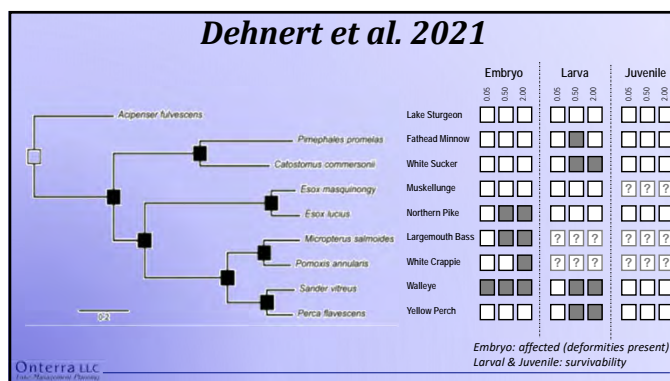 Dehnert et al. 2021
Embryo Larva Juvenile
0.05 0.50 2.00 0.05 0.50 2.00 0.05 0.50 2.00
Acipenser fulvescens
Pimephales promelas
Catostomus commersonii
Esox masquinongy
Esox lucius
Micropterus salmoides
Pomoxis annularis
Sander vitreus
Perca flavescens
0.2
Lake Sturgeon
Fathead Minnow
White Sucker
Muskellunge ? ? ?
Northern Pike
Largemouth Bass ? ? ? ? ? ?
White Crappie ? ? ? ? ? ?
Walleye
Yellow Perch
Embryo: affected (deformities present)
Larval & Juvenile: survivability
Onterra LLC
Lake Management Planning